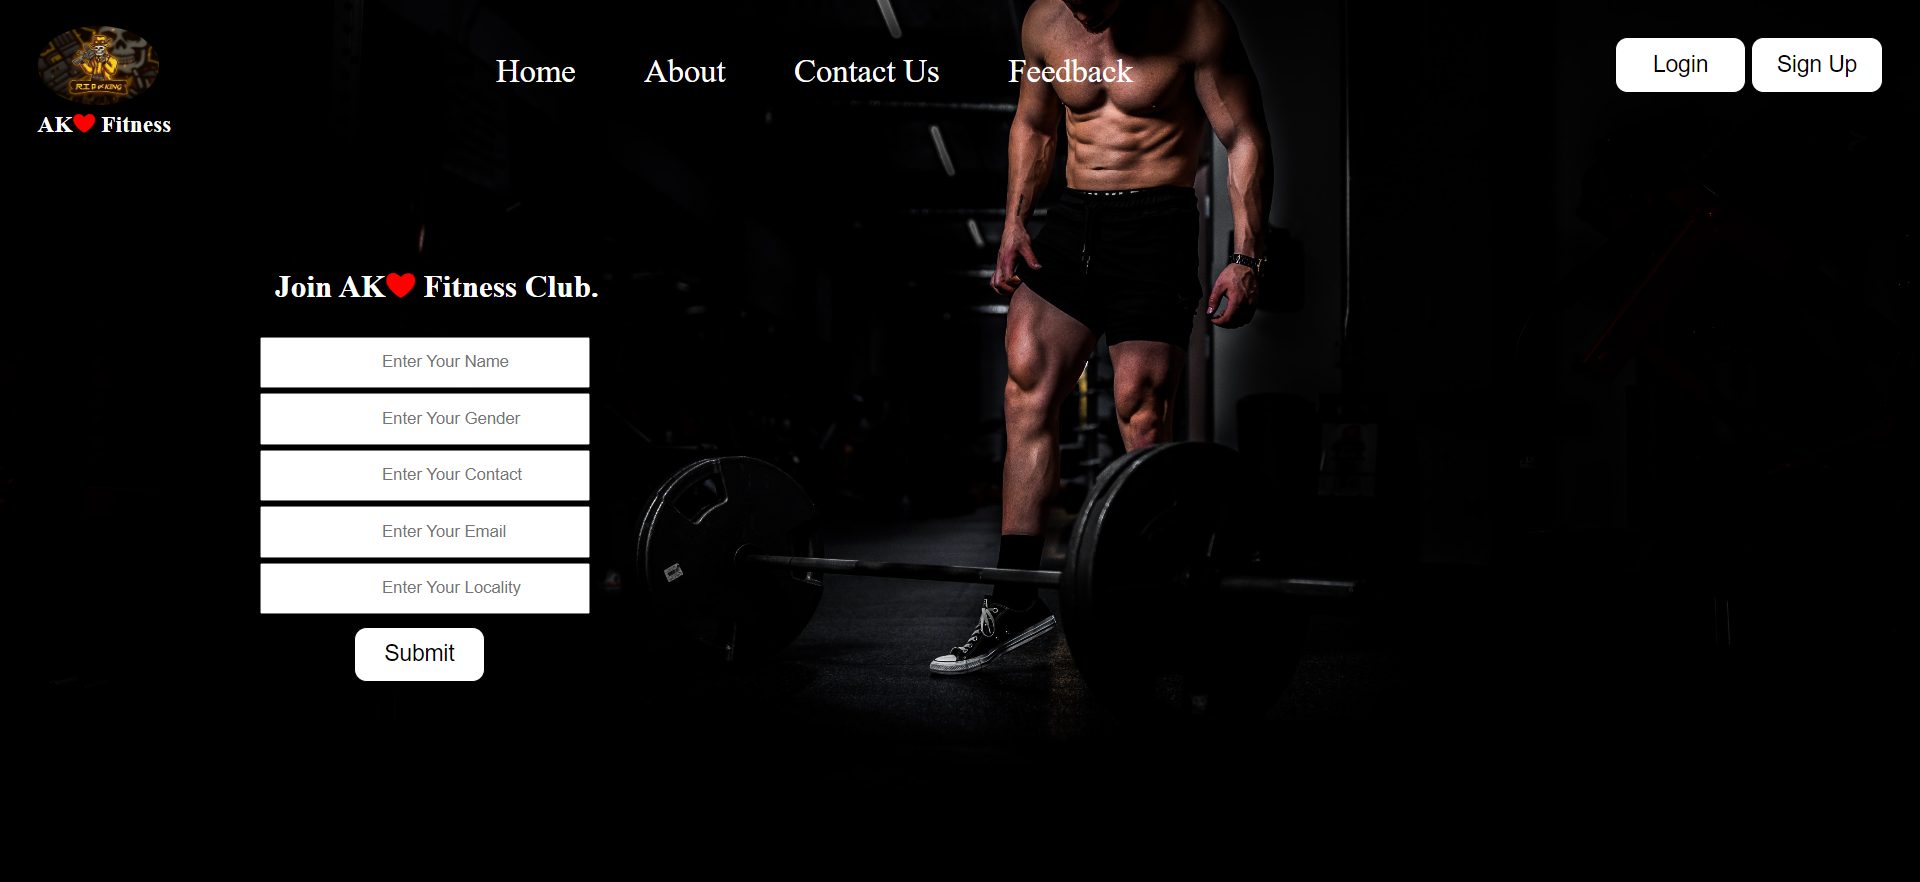 R.I.P KING
AK❤ Fitness
Home
About
Contact Us
Feedback
Login
Sign Up
Join AK❤ Fitness Club.
Enter Your Name
Enter Your Gender
Enter Your Contact
Enter Your Email
Enter Your Locality
Submit